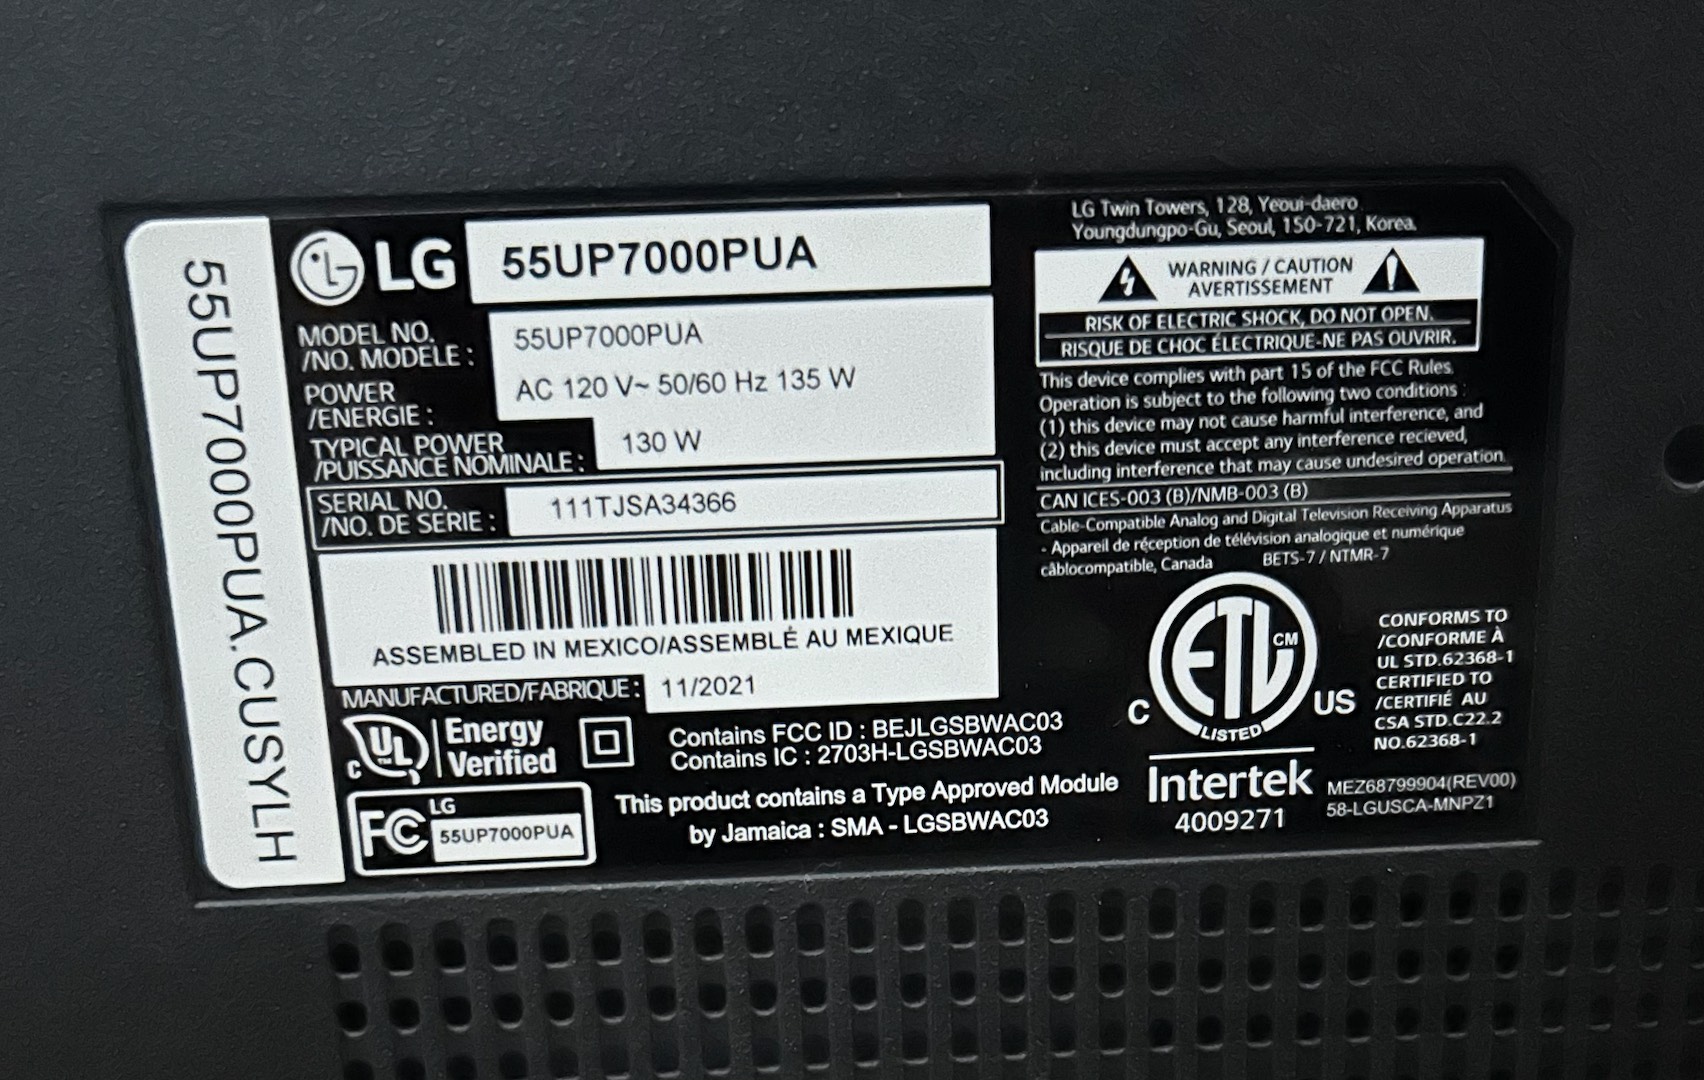 55UP7000PUA.CUSYLH
LG
55UP7000PUA
MODEL NO.
/NO. MODÈLE :
55UP7000PUA
POWER
/ÉNERGIE :
AC 120 V~ 50/60 Hz 135 W
TYPICAL POWER
/PUISSANCE NOMINALE :
130 W
SERIAL NO.
/NO. DE SERIE :
111TJSA34366
ASSEMBLED IN MEXICO/ASSEMBLÉ AU MEXIQUE
MANUFACTURED/FABRIQUE :
11/2021
C UL
Energy
Verified
Contains FCC ID : BEJLGSBWAC03
Contains IC : 2703H-LGSBWAC03
FC LG
55UP7000PUA
This product contains a Type Approved Module
by Jamaica : SMA - LGSBWAC03
LG Twin Towers, 128, Yeoui-daero
Youngdungpo-Gu, Seoul, 150-721, Korea.
WARNING / CAUTION
AVERTISSEMENT
RISK OF ELECTRIC SHOCK, DO NOT OPEN.
RISQUE DE CHOC ÉLECTRIQUE-NE PAS OUVRIR.
This device complies with part 15 of the FCC Rules
Operation is subject to the following two conditions :
(1) this device may not cause harmful interference, and
(2) this device must accept any interference recieved,
including interference that may cause undesired operation.
CAN ICES-003 (B)/NMB-003 (B)
Cable-Compatible Analog and Digital Television Receiving Apparatus
- Appareil de réception de télévision analogique et numérique
câblocompatible, Canada BETS-7 / NTMR-7
C ETL CM US
LISTED
Intertek
4009271
CONFORMS TO
/CONFORME À
UL STD.62368-1
CERTIFIED TO
/CERTIFIÉ AU
CSA STD.C22.2
NO.62368-1
MEZ68799904(REV00)
58-LGUSCA-MNPZ1